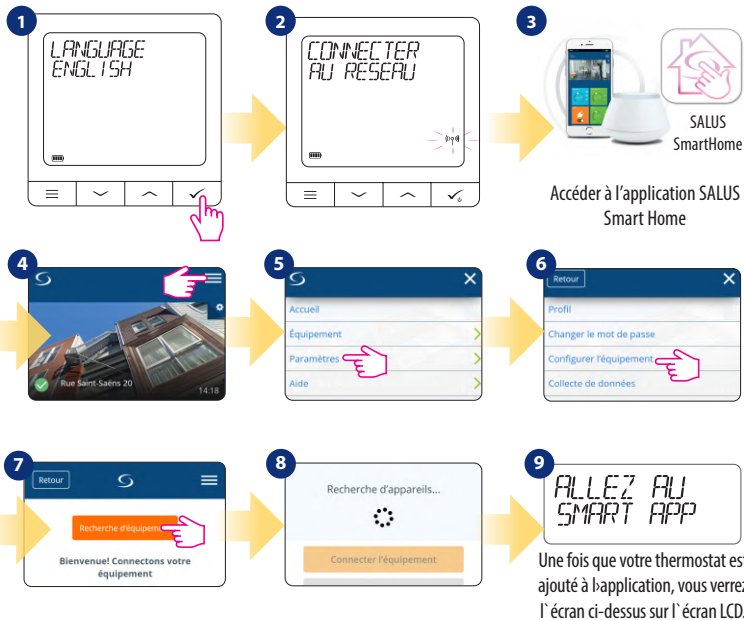 1
LANGUAGE
ENGLISH
2
CONNECTER
AU RESEAU
3
SALUS
SmartHome
Accéder à l'application SALUS
Smart Home
4
Rue Saint-Saëns 20
14:18
5
Accueil
Équipement
Paramètres
Aide
6
Retour
Profil
Changer le mot de passe
Configurer l'équipement
Collecte de données
7
Retour
Recherche d'équipem
Bienvenue! Connectons votre
équipement
8
Recherche d'appareils...
Connecter l'équipement
9
ALLEZ AU
SMART APP
Une fois que votre thermostat est
ajouté à l›application, vous verrez
l`écran ci-dessus sur l`écran LCD.